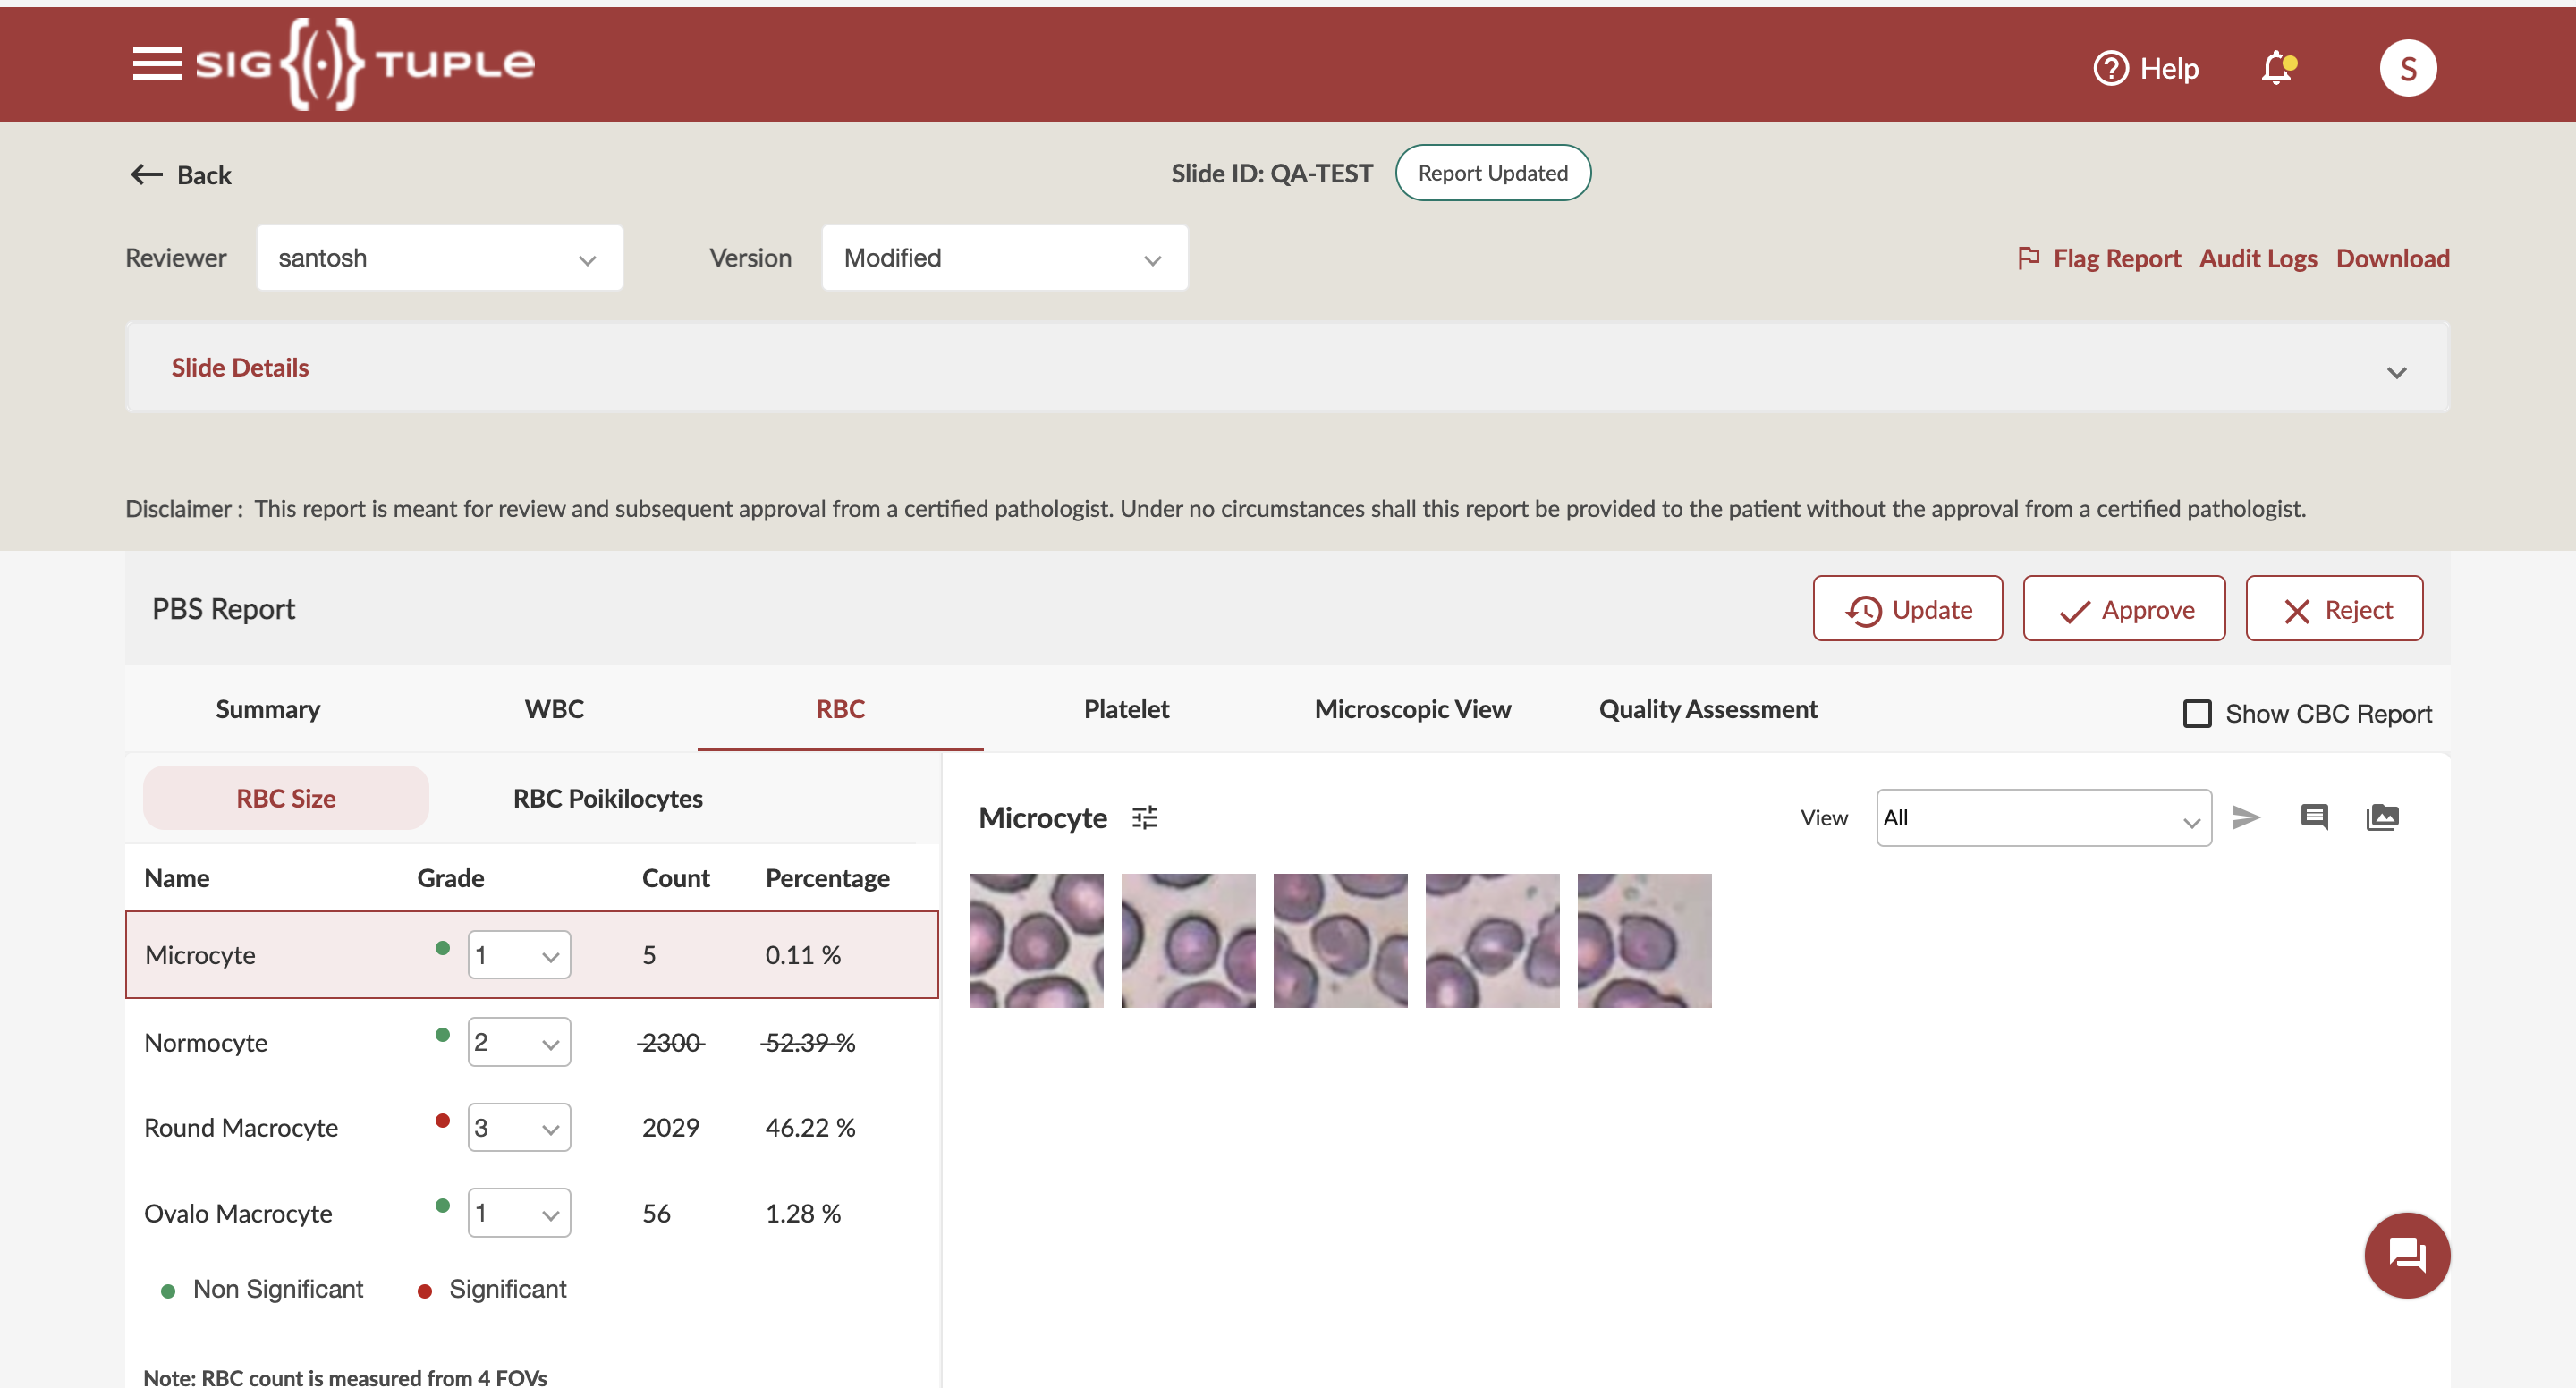 SIG{(·)}TUPLE
Help
S
Back
Slide ID: QA-TEST
Report Updated
Reviewer
santosh
Version
Modified
Flag Report
Audit Logs
Download
Slide Details
Disclaimer : This report is meant for review and subsequent approval from a certified pathologist. Under no circumstances shall this report be provided to the patient without the approval from a certified pathologist.
PBS Report
Update
Approve
Reject
Summary
WBC
RBC
Platelet
Microscopic View
Quality Assessment
Show CBC Report
RBC Size
RBC Poikilocytes
Microcyte
View
All
Name Grade Count Percentage
Microcyte 1 5 0.11 %
Normocyte 2 2300 52.39 %
Round Macrocyte 3 2029 46.22 %
Ovalo Macrocyte 1 56 1.28 %
Non Significant
Significant
Note: RBC count is measured from 4 FOVs